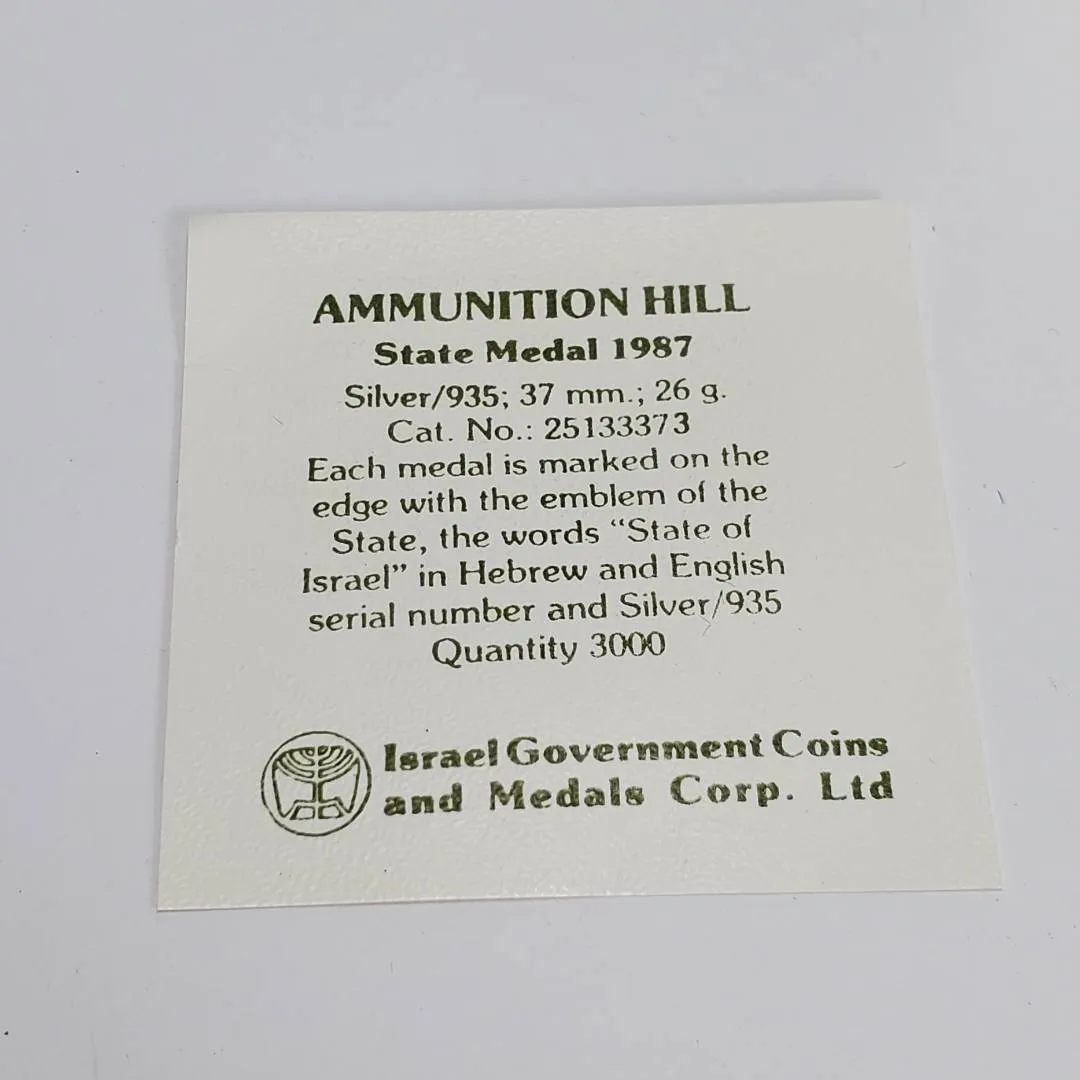 AMMUNITION HILL
State Medal 1987
Silver/935; 37 mm.; 26 g.
Cat. No.: 25133373
Each medal is marked on the
edge with the emblem of the
State, the words “State of
Israel” in Hebrew and English
serial number and Silver/935
Quantity 3000
Israel Government Coins
and Medals Corp. Ltd